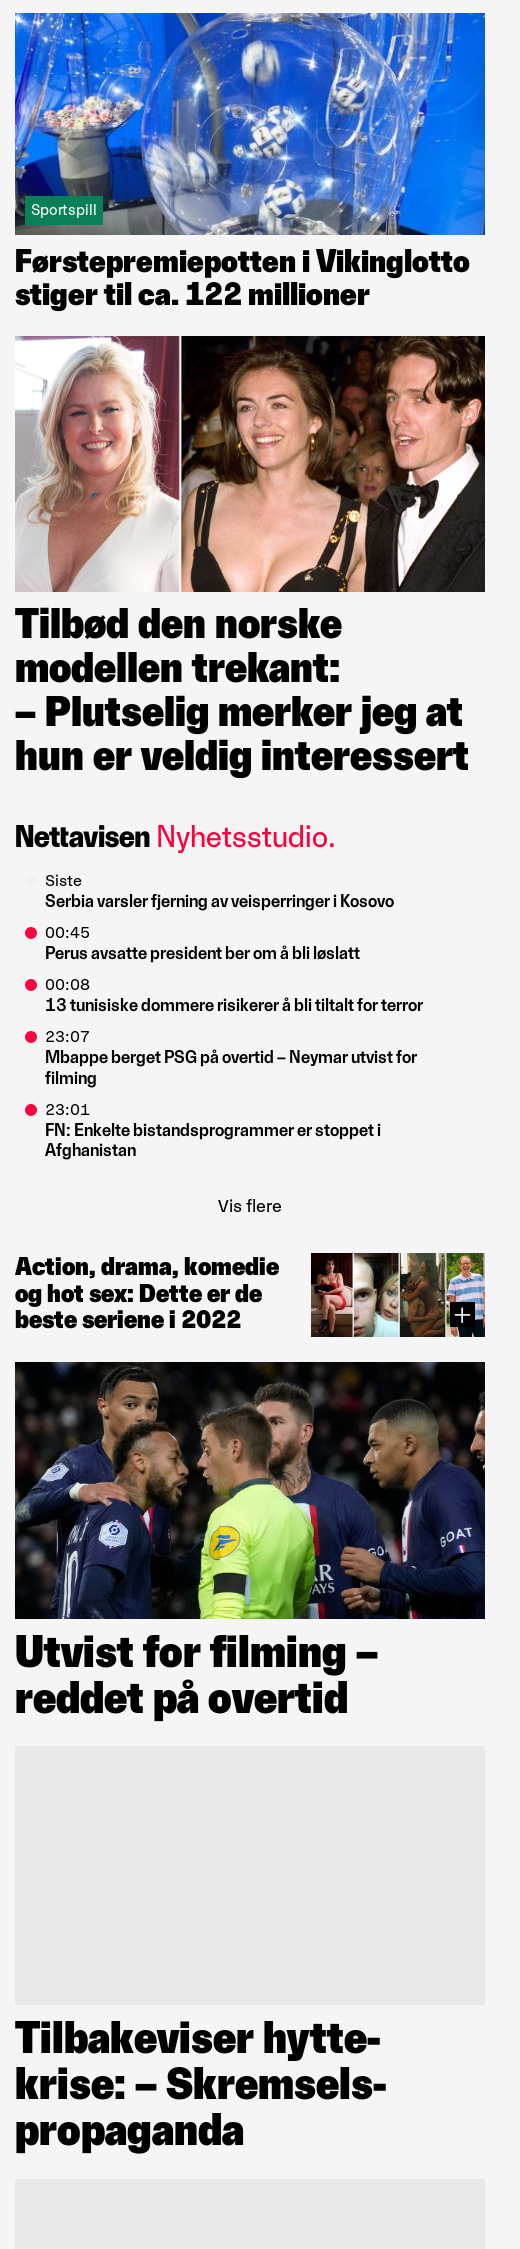 Sportspill
Førstepremiepotten i Vikinglotto
stiger til ca. 122 millioner
Tilbød den norske
modellen trekant:
– Plutselig merker jeg at
hun er veldig interessert
Nettavisen Nyhetsstudio.
Siste
Serbia varsler fjerning av veisperringer i Kosovo
00:45
Perus avsatte president ber om å bli løslatt
00:08
13 tunisiske dommere risikerer å bli tiltalt for terror
23:07
Mbappe berget PSG på overtid – Neymar utvist for
filming
23:01
FN: Enkelte bistandsprogrammer er stoppet i
Afghanistan
Vis flere
Action, drama, komedie
og hot sex: Dette er de
beste seriene i 2022
GOAT
Utvist for filming –
reddet på overtid
Tilbakeviser hytte-
krise: – Skremsels-
propaganda